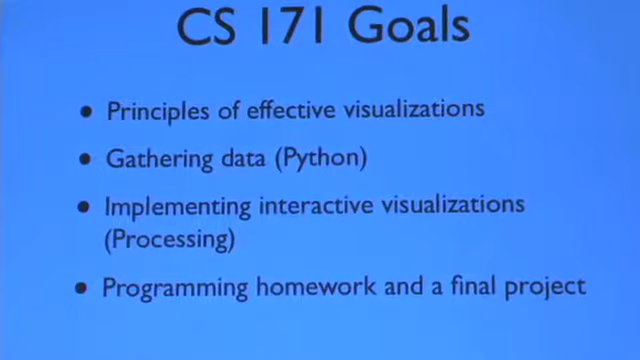 CS 171 Goals
• Principles of effective visualizations
• Gathering data (Python)
• Implementing interactive visualizations
(Processing)
• Programming homework and a final project